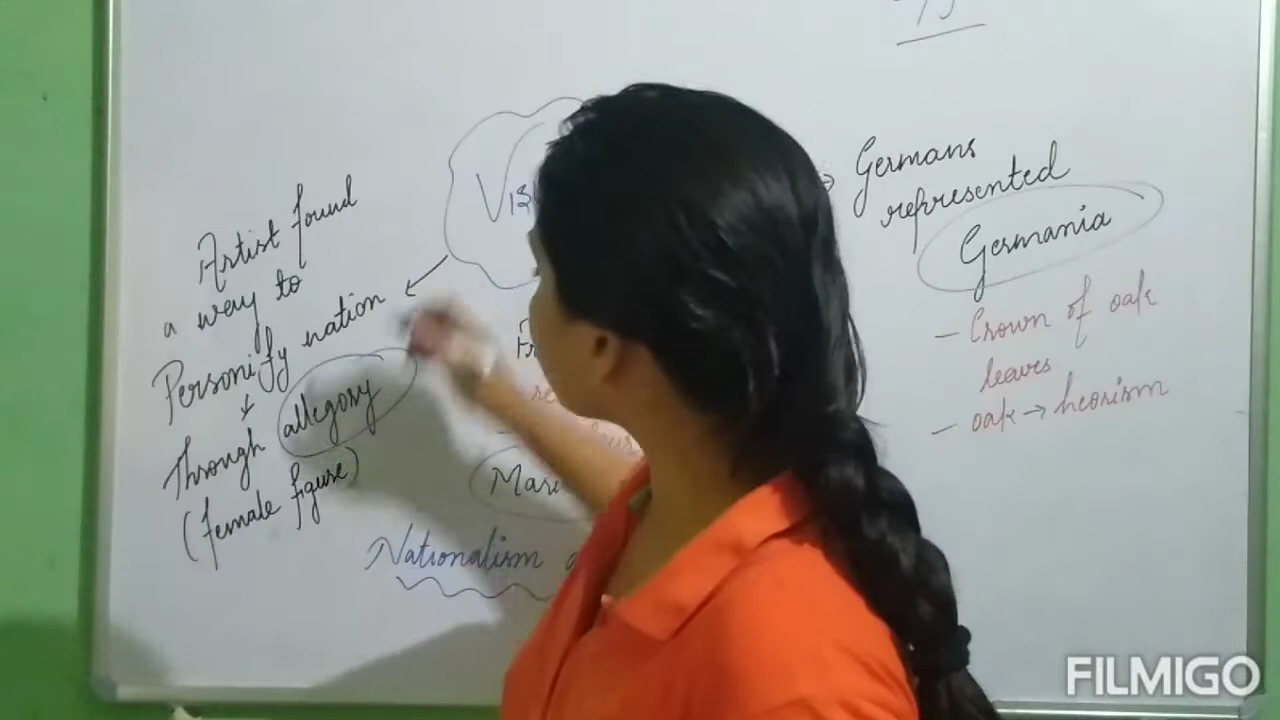 Artist found
a way to
Personify nation
Through allegory
(female figure)
Germans
represented
Germania
- Crown of oak
leaves
- oak → heorism
Nationalism
FILMIGO